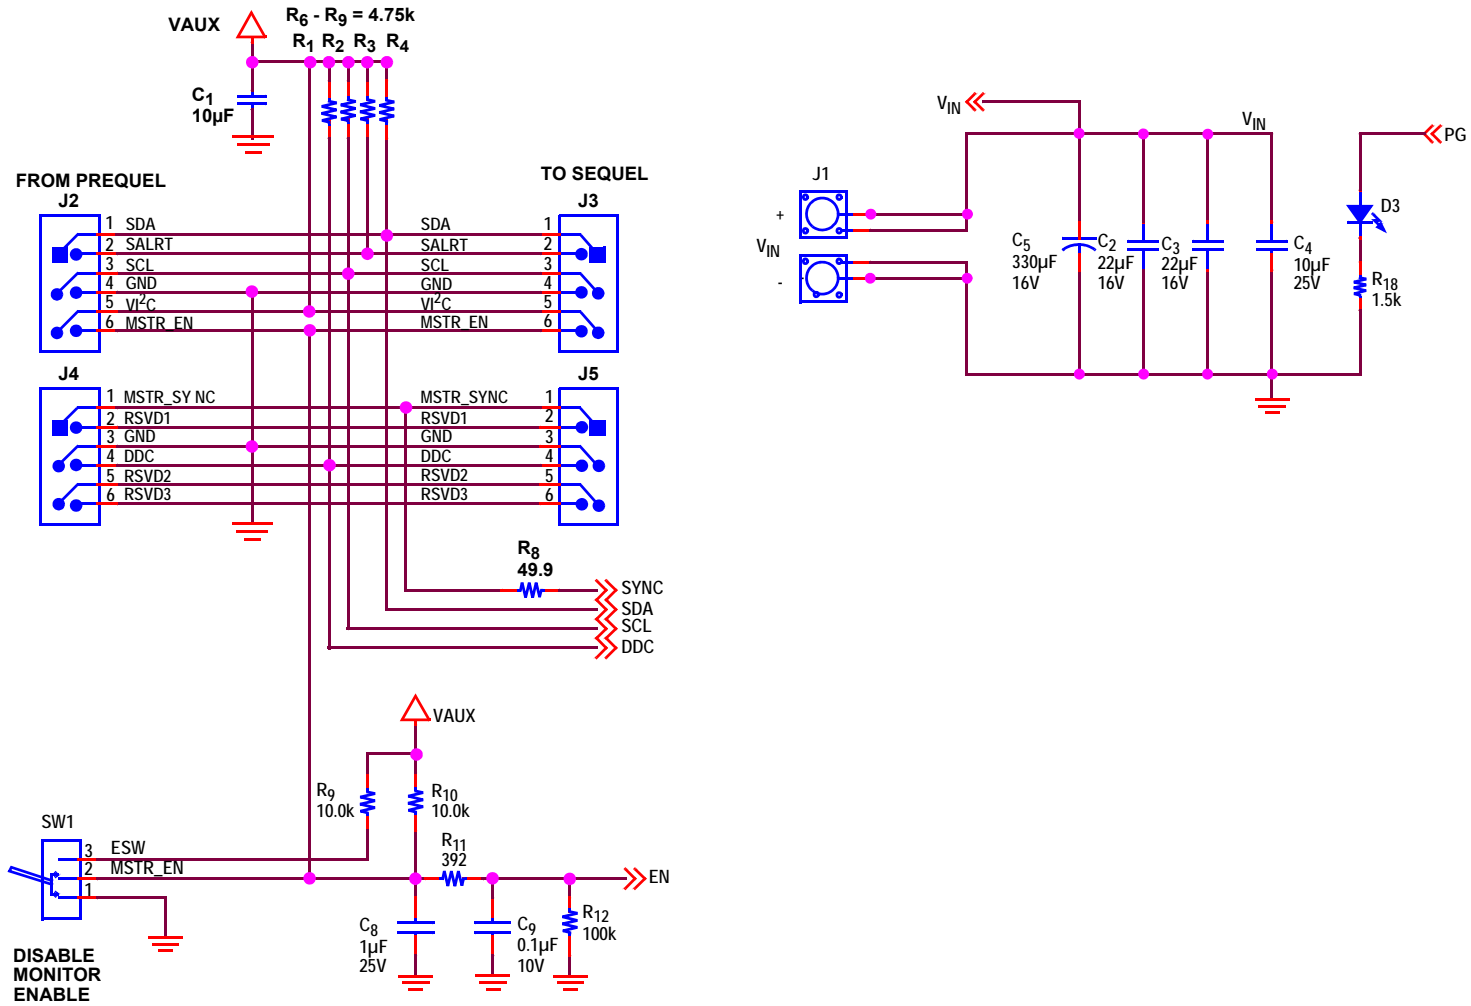 VAUX
R6 - R9 = 4.75k
R1 R2 R3 R4
C1
10µF
FROM PREQUEL
J2
TO SEQUEL
J3
1 SDA SDA 1
2 SALRT SALRT 2
3 SCL SCL 3
4 GND GND 4
5 VI²C VI²C 5
6 MSTR_EN MSTR_EN 6
J4
J5
1 MSTR_SYNC MSTR_SYNC 1
2 RSVD1 RSVD1 2
3 GND GND 3
4 DDC DDC 4
5 RSVD2 RSVD2 5
6 RSVD3 RSVD3 6
R8
49.9
SYNC
SDA
SCL
DDC
VAUX
R9
10.0k
R10
10.0k
SW1
3 ESW
2 MSTR_EN
1
R11
392
EN
C8
1µF
25V
C9
0.1µF
10V
R12
100k
DISABLE
MONITOR
ENABLE
VIN
VIN
PG
J1
+
VIN
-
C5
330µF
16V
C2
22µF
16V
C3
22µF
16V
C4
10µF
25V
D3
R18
1.5k